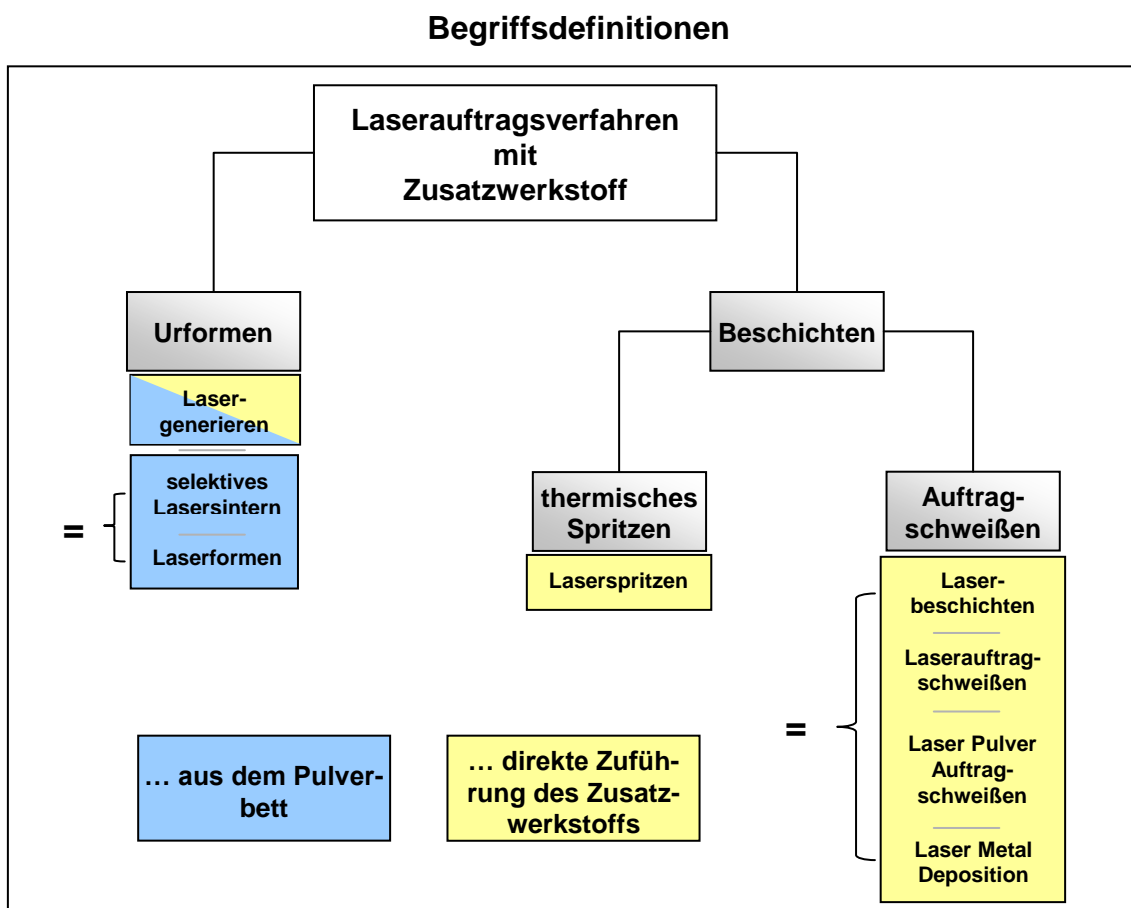 Begriffsdefinitionen
Laserauftragsverfahren
mit
Zusatzwerkstoff
Urformen
Beschichten
Laser-
generieren
selektives
Lasersintern
Laserformen
=
thermisches
Spritzen
Laserspritzen
Auftrag-
schweißen
Laser-
beschichten
Laserauftrag-
schweißen
Laser Pulver
Auftrag-
schweißen
Laser Metal
Deposition
=
… aus dem Pulver-
bett
… direkte Zufüh-
rung des Zusatz-
werkstoffs